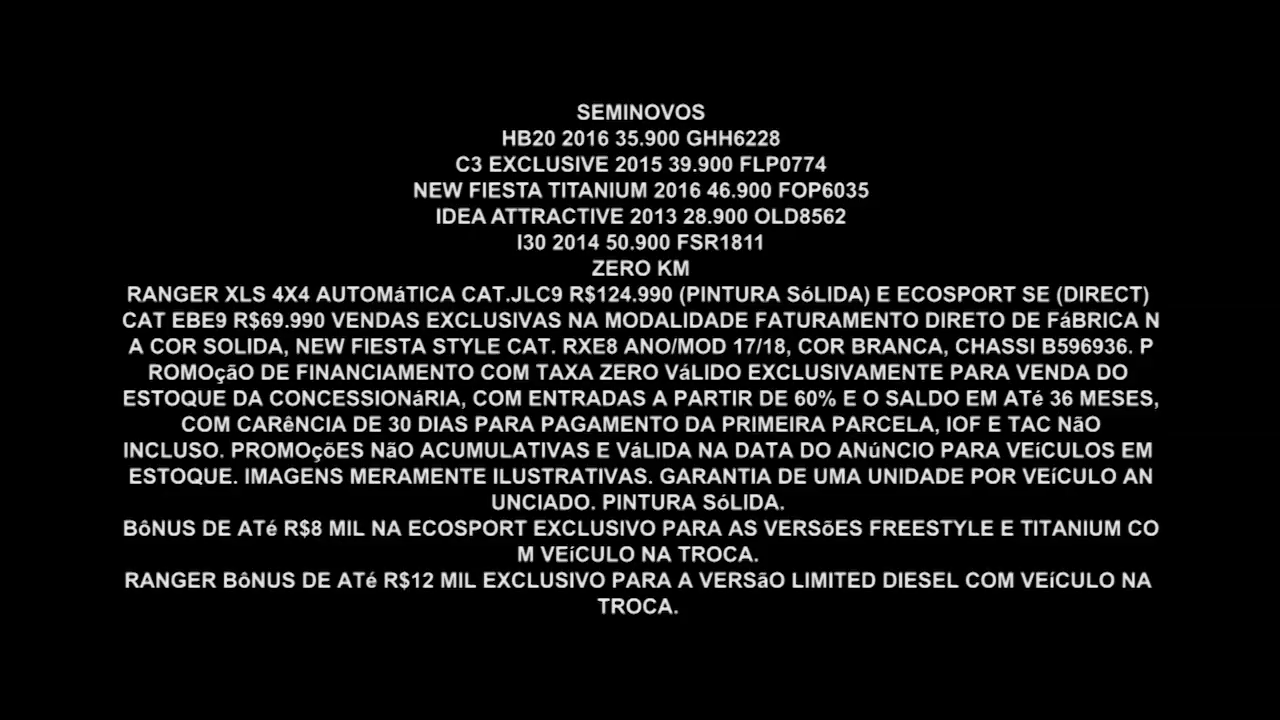 SEMINOVOS
HB20 2016 35.900 GHH6228
C3 EXCLUSIVE 2015 39.900 FLP0774
NEW FIESTA TITANIUM 2016 46.900 FOP6035
IDEA ATTRACTIVE 2013 28.900 OLD8562
I30 2014 50.900 FSR1811
ZERO KM
RANGER XLS 4X4 AUTOMáTICA CAT.JLC9 R$124.990 (PINTURA SóLIDA) E ECOSPORT SE (DIRECT)
CAT EBE9 R$69.990 VENDAS EXCLUSIVAS NA MODALIDADE FATURAMENTO DIRETO DE FáBRICA N
A COR SOLIDA, NEW FIESTA STYLE CAT. RXE8 ANO/MOD 17/18, COR BRANCA, CHASSI B596936. P
ROMOçãO DE FINANCIAMENTO COM TAXA ZERO VáLIDO EXCLUSIVAMENTE PARA VENDA DO
ESTOQUE DA CONCESSIONáRIA, COM ENTRADAS A PARTIR DE 60% E O SALDO EM ATé 36 MESES,
COM CARêNCIA DE 30 DIAS PARA PAGAMENTO DA PRIMEIRA PARCELA, IOF E TAC NãO
INCLUSO. PROMOçõES NãO ACUMULATIVAS E VáLIDA NA DATA DO ANúNCIO PARA VEíCULOS EM
ESTOQUE. IMAGENS MERAMENTE ILUSTRATIVAS. GARANTIA DE UMA UNIDADE POR VEíCULO AN
UNCIADO. PINTURA SóLIDA.
BôNUS DE ATé R$8 MIL NA ECOSPORT EXCLUSIVO PARA AS VERSõES FREESTYLE E TITANIUM CO
M VEíCULO NA TROCA.
RANGER BôNUS DE ATé R$12 MIL EXCLUSIVO PARA A VERSãO LIMITED DIESEL COM VEíCULO NA
TROCA.